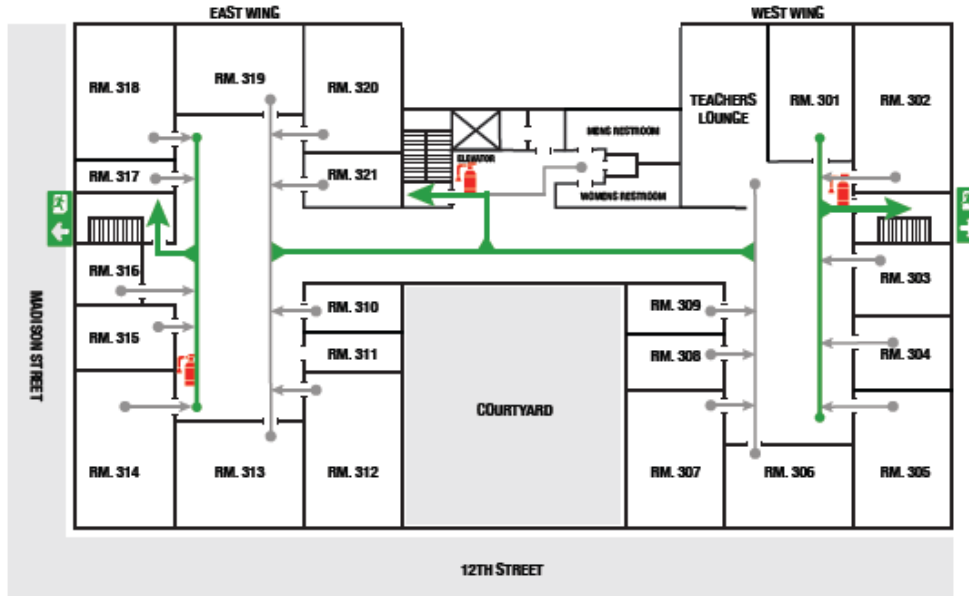 EAST WING
WEST WING
RM. 318
RM. 319
RM. 320
TEACHERS
LOUNGE
RM. 301
RM. 302
MENS RESTROOM
ELEVATOR
RM. 317
RM. 321
WOMENS RESTROOM
RM. 316
RM. 303
RM. 310
RM. 309
RM. 315
RM. 311
RM. 308
RM. 304
MADISON STREET
COURTYARD
RM. 314
RM. 313
RM. 312
RM. 307
RM. 306
RM. 305
12TH STREET